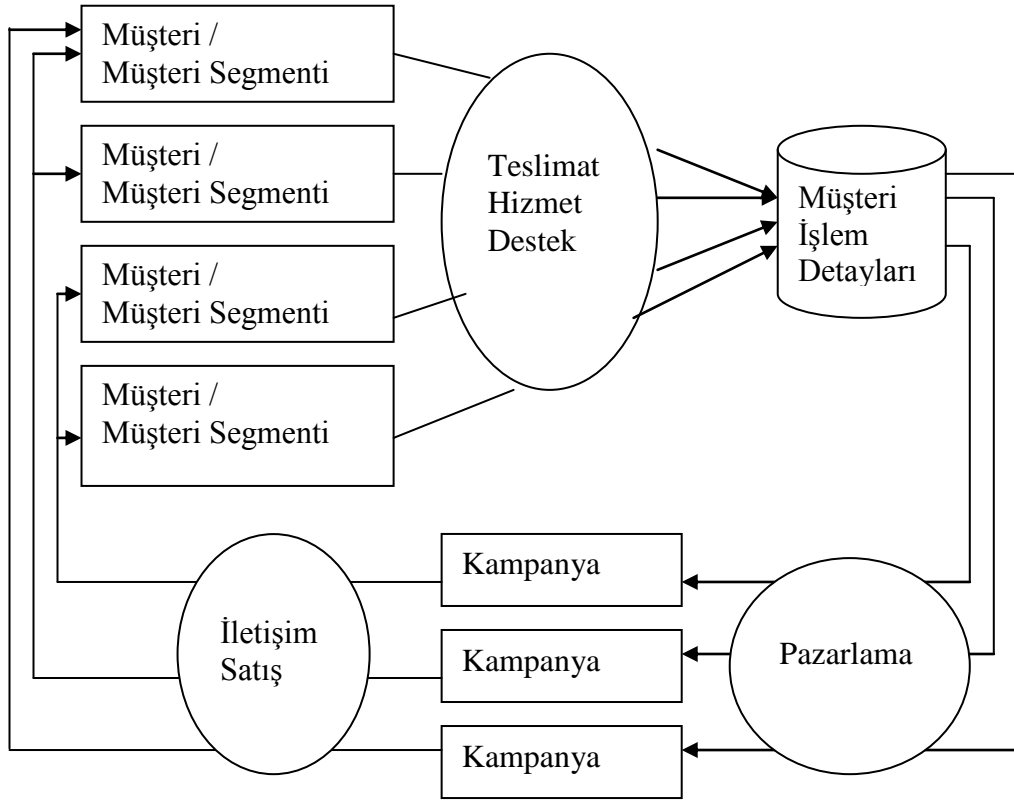 Müşteri /
Müşteri Segmenti
Müşteri /
Müşteri Segmenti
Müşteri /
Müşteri Segmenti
Müşteri /
Müşteri Segmenti
Teslimat
Hizmet
Destek
Müşteri
İşlem
Detayları
Kampanya
Kampanya
Kampanya
İletişim
Satış
Pazarlama